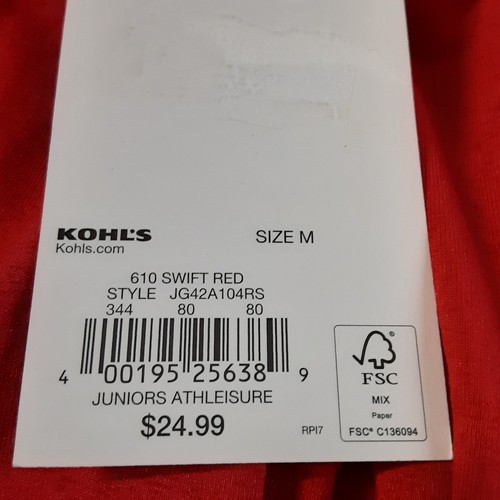 KOHL'S SIZE M
Kohls.com
610 SWIFT RED
STYLE JG42A104RS
344 80 80
4 00195 25638 9
JUNIORS ATHLEISURE
$24.99
RPI7
®
FSC
MIX
Paper
FSC® C136094